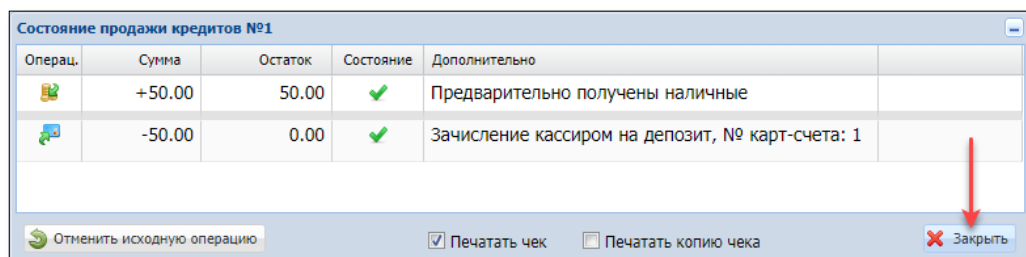 Состояние продажи кредитов №1
Операц. Сумма Остаток Состояние Дополнительно
+50.00 50.00 Предварительно получены наличные
-50.00 0.00 Зачисление кассиром на депозит, № карт-счета: 1
Отменить исходную операцию Печатать чек Печатать копию чека Закрыть